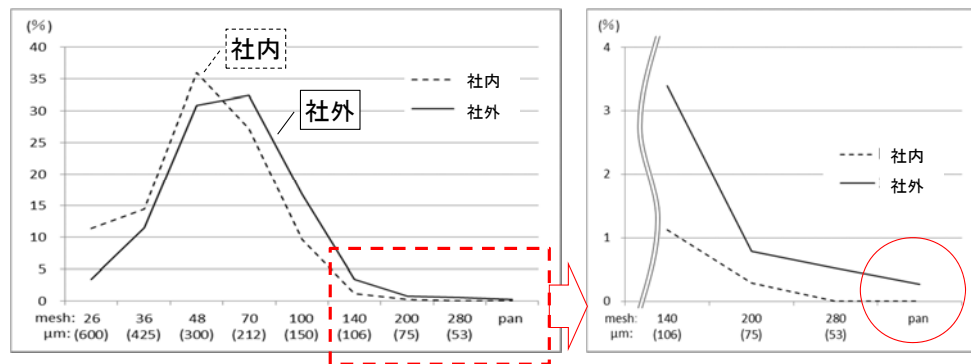 (%)
40
35
30
25
20
15
10
5
0
社内
社外
社内
社外
mesh: 26 36 48 70 100 140 200 280 pan
μm: (600) (425) (300) (212) (150) (106) (75) (53)
(%)
4
3
2
1
0
社内
社外
mesh: 140 200 280 pan
μm: (106) (75) (53)